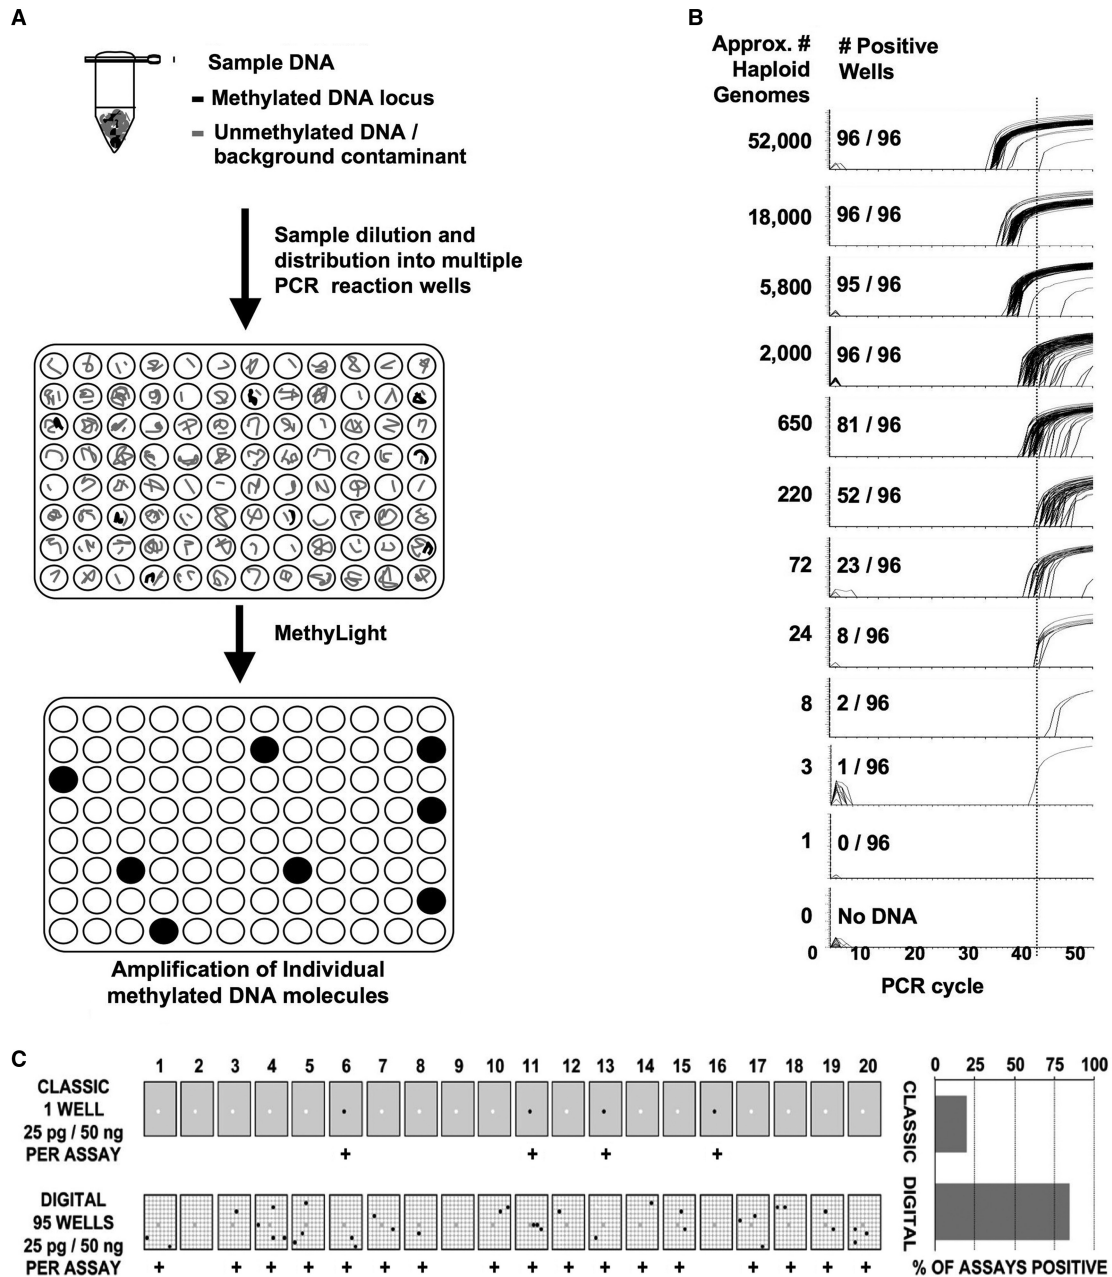 A
Sample DNA
Methylated DNA locus
Unmethylated DNA /
background contaminant
Sample dilution and
distribution into multiple
PCR reaction wells
MethyLight
Amplification of Individual
methylated DNA molecules
B
Approx. #
Haploid
Genomes
# Positive
Wells
52,000 96 / 96
18,000 96 / 96
5,800 95 / 96
2,000 96 / 96
650 81 / 96
220 52 / 96
72 23 / 96
24 8 / 96
8 2 / 96
3 1 / 96
1 0 / 96
0 No DNA
0 10 20 30 40 50
PCR cycle
C
1 2 3 4 5 6 7 8 9 10 11 12 13 14 15 16 17 18 19 20
CLASSIC
1 WELL
25 pg / 50 ng
PER ASSAY + + + +
DIGITAL
95 WELLS
25 pg / 50 ng
PER ASSAY + + + + + + + + + + + + + + + + +
0 25 50 75 100
CLASSIC
DIGITAL
% OF ASSAYS POSITIVE